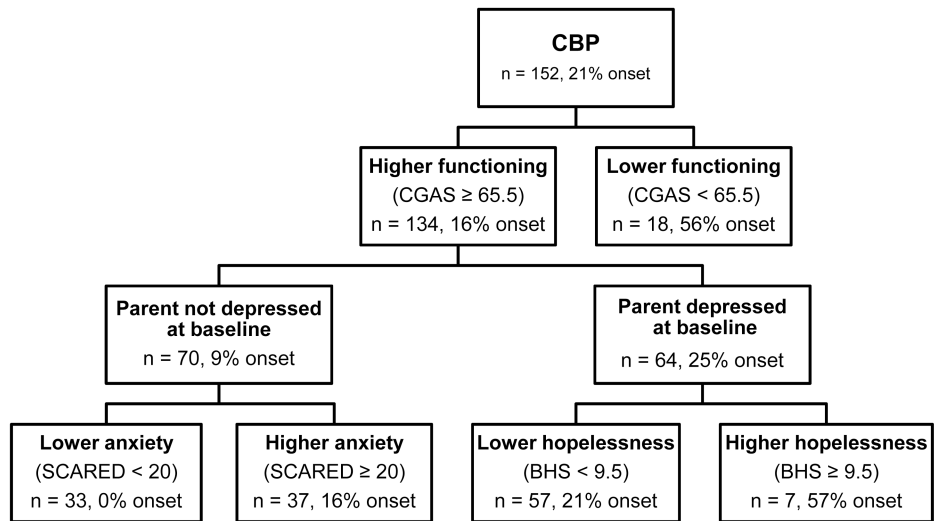 CBP
n = 152, 21% onset
Higher functioning
(CGAS ≥ 65.5)
n = 134, 16% onset
Lower functioning
(CGAS < 65.5)
n = 18, 56% onset
Parent not depressed
at baseline
n = 70, 9% onset
Parent depressed
at baseline
n = 64, 25% onset
Lower anxiety
(SCARED < 20)
n = 33, 0% onset
Higher anxiety
(SCARED ≥ 20)
n = 37, 16% onset
Lower hopelessness
(BHS < 9.5)
n = 57, 21% onset
Higher hopelessness
(BHS ≥ 9.5)
n = 7, 57% onset